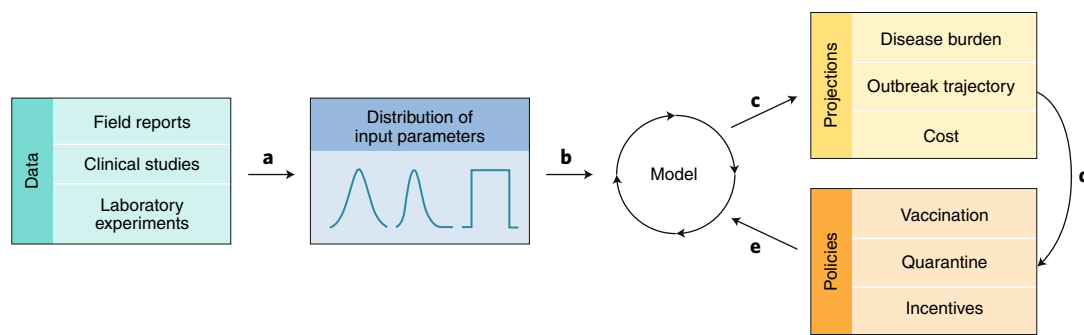 Data
Field reports
Clinical studies
Laboratory
experiments
a
Distribution of
input parameters
b
Model
c
Projections
Disease burden
Outbreak trajectory
Cost
d
Policies
Vaccination
Quarantine
Incentives
e